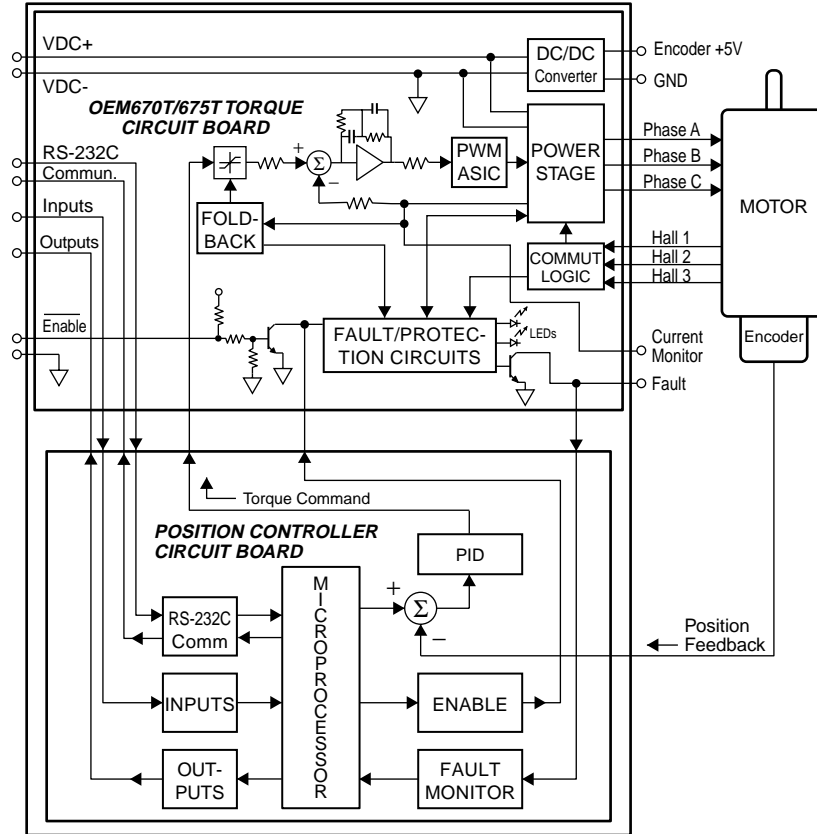 VDC+
VDC-
DC/DC
Converter
Encoder +5V
GND
OEM670T/675T TORQUE
CIRCUIT BOARD
RS-232C
Commun.
Inputs
Outputs
Enable
+
Σ
−
PWM
ASIC
POWER
STAGE
Phase A
Phase B
Phase C
MOTOR
FOLD-
BACK
COMMUT
LOGIC
Hall 1
Hall 2
Hall 3
FAULT/PROTEC-
TION CIRCUITS
LEDs
Encoder
Current
Monitor
Fault
Torque Command
POSITION CONTROLLER
CIRCUIT BOARD
PID
MICROPROCESSOR
+
Σ
−
RS-232C
Comm
Position
Feedback
INPUTS
ENABLE
OUT-
PUTS
FAULT
MONITOR